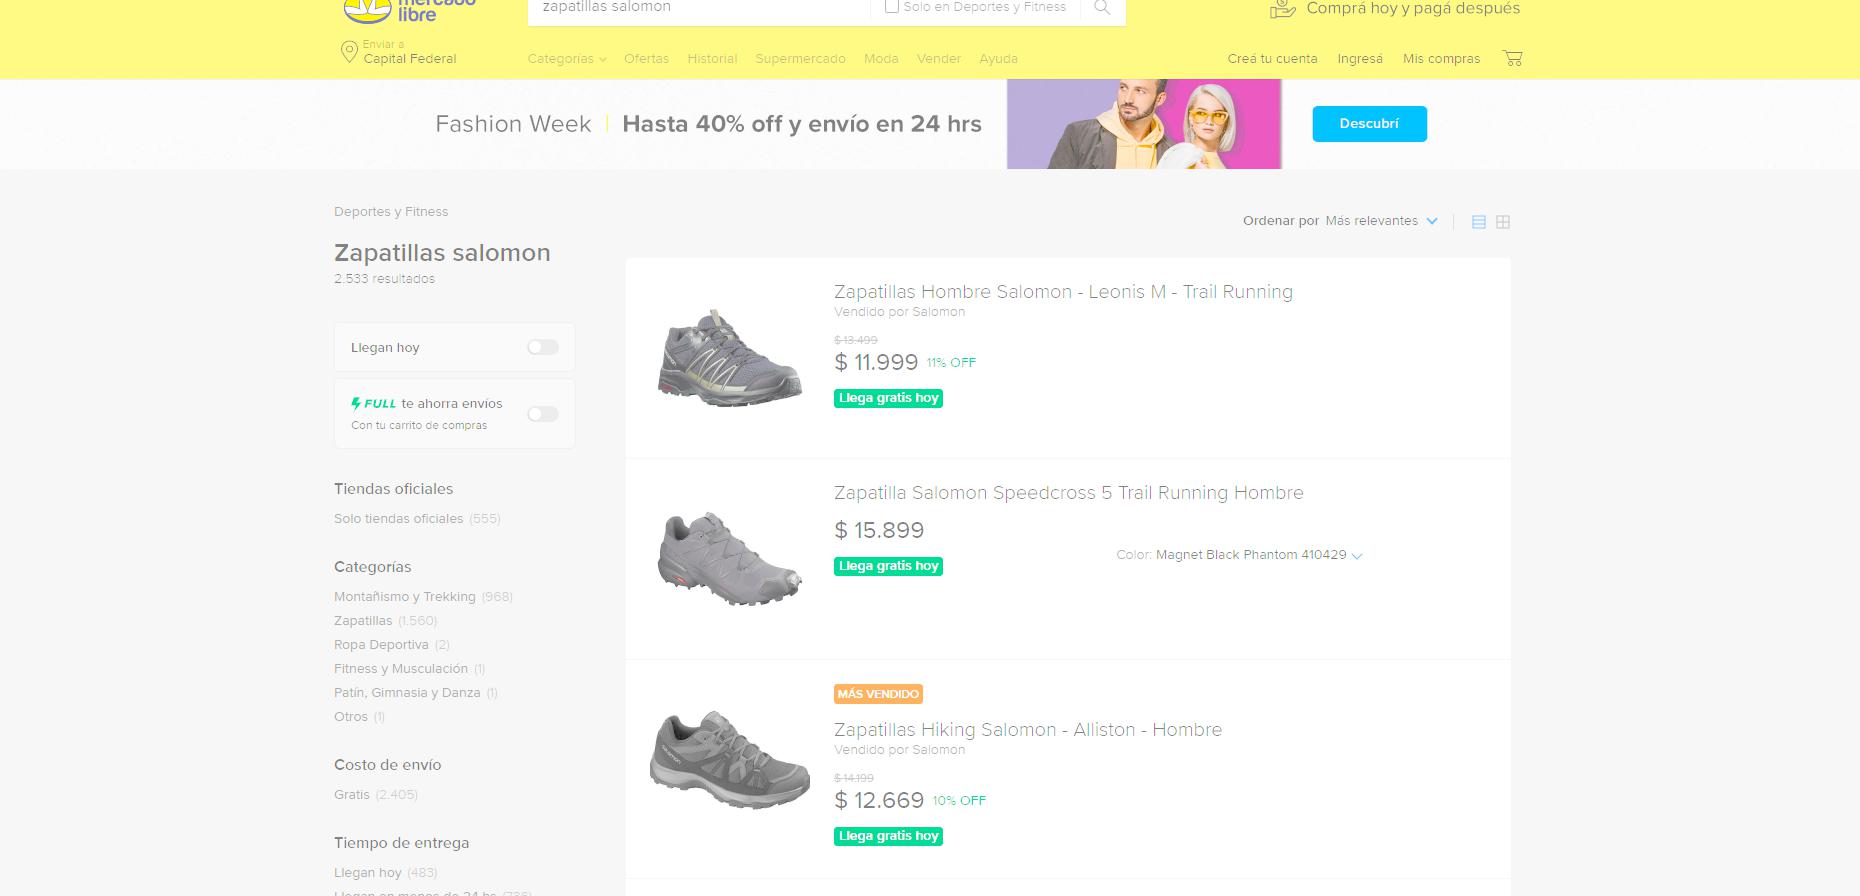 mercado
libre
zapatillas salomon
Solo en Deportes y Fitness
Comprá hoy y pagá después
Enviar a
Capital Federal
Categorías Ofertas Historial Supermercado Moda Vender Ayuda
Creá tu cuenta Ingresá Mis compras
Fashion Week | Hasta 40% off y envío en 24 hrs
Descubrí
Deportes y Fitness
Zapatillas salomon
2.533 resultados
Llegan hoy
FULL te ahorra envíos
Con tu carrito de compras
Tiendas oficiales
Solo tiendas oficiales (555)
Categorías
Montañismo y Trekking (968)
Zapatillas (1.560)
Ropa Deportiva (2)
Fitness y Musculación (1)
Patín, Gimnasia y Danza (1)
Otros (1)
Costo de envío
Gratis (2.405)
Tiempo de entrega
Llegan hoy (483)
Llegan en menos de 24 hs
Ordenar por Más relevantes
Zapatillas Hombre Salomon - Leonis M - Trail Running
Vendido por Salomon
$ 13.499
$ 11.999 11% OFF
Llega gratis hoy
Zapatilla Salomon Speedcross 5 Trail Running Hombre
$ 15.899
Color: Magnet Black Phantom 410429
Llega gratis hoy
MÁS VENDIDO
Zapatillas Hiking Salomon - Alliston - Hombre
Vendido por Salomon
$ 14.199
$ 12.669 10% OFF
Llega gratis hoy